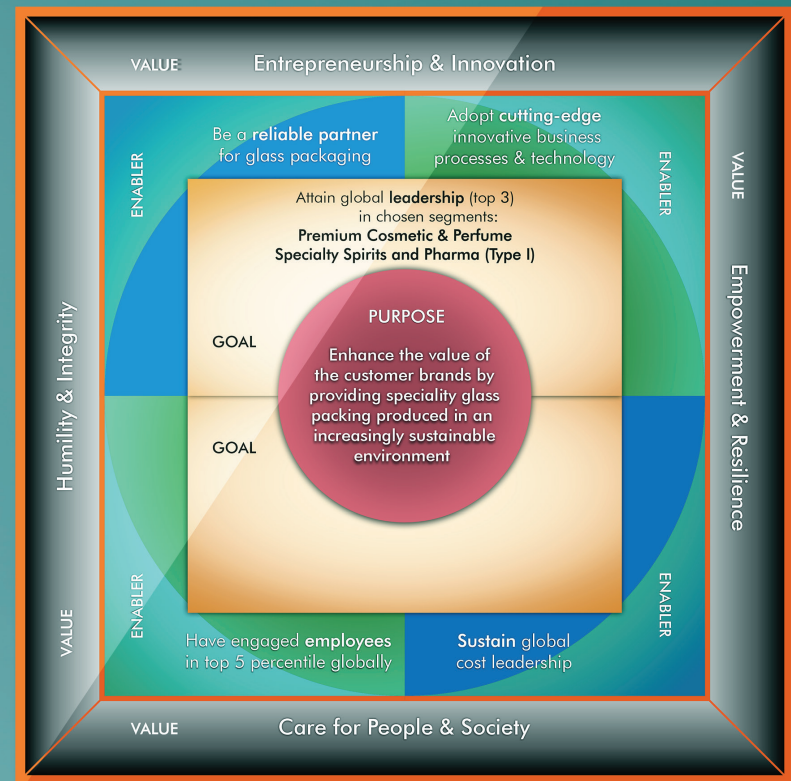 VALUE Entrepreneurship & Innovation
Be a reliable partner
for glass packaging
Adopt cutting-edge
innovative business
processes & technology
ENABLER
ENABLER
VALUE Empowerment & Resilience
Attain global leadership (top 3)
in chosen segments:
Premium Cosmetic & Perfume
Specialty Spirits and Pharma (Type I)
GOAL
PURPOSE
Enhance the value of
the customer brands by
providing speciality glass
packing produced in an
increasingly sustainable
environment
GOAL
VALUE Humility & Integrity
ENABLER
ENABLER
Have engaged employees
in top 5 percentile globally
Sustain global
cost leadership
VALUE Care for People & Society